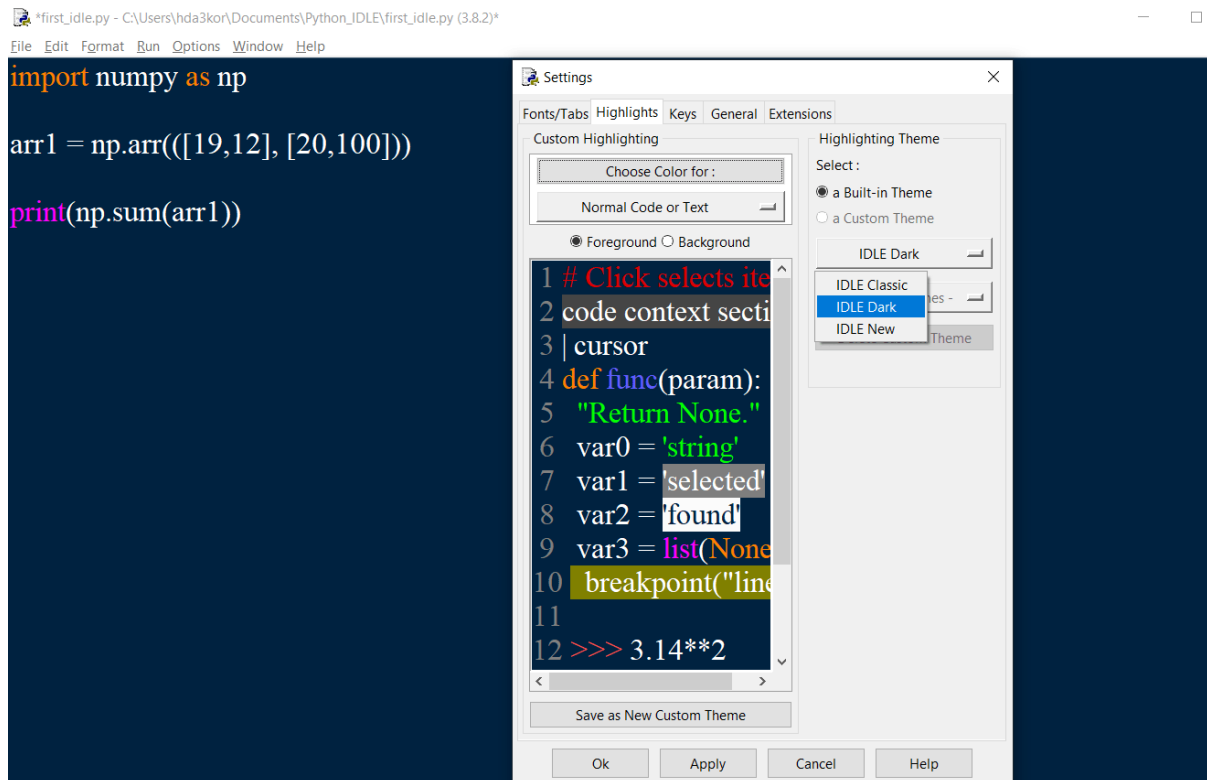 *first_idle.py - C:\Users\hda3kor\Documents\Python_IDLE\first_idle.py (3.8.2)*
File Edit Format Run Options Window Help
import numpy as np
arr1 = np.arr(([19,12], [20,100]))
print(np.sum(arr1))
Settings
Fonts/Tabs Highlights Keys General Extensions
Custom Highlighting
Choose Color for :
Normal Code or Text
Foreground Background
1 # Click selects ite
2 code context secti
3 | cursor
4 def func(param):
5 "Return None."
6 var0 = 'string'
7 var1 = 'selected'
8 var2 = 'found'
9 var3 = list(None
10 breakpoint("line
11
12 >>> 3.14**2
Save as New Custom Theme
Highlighting Theme
Select :
a Built-in Theme
a Custom Theme
IDLE Dark
IDLE Classic
IDLE Dark
IDLE New
Theme
Ok Apply Cancel Help